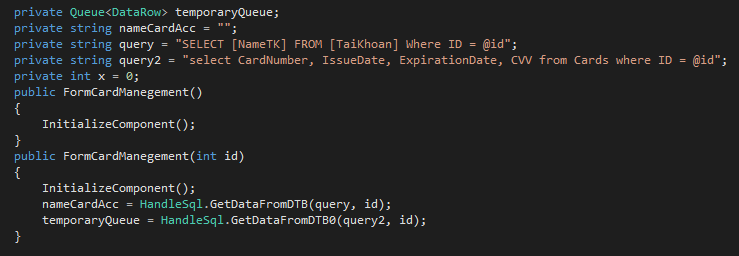 private Queue<DataRow> temporaryQueue;
private string nameCardAcc = "";
private string query = "SELECT [NameTK] FROM [TaiKhoan] Where ID = @id";
private string query2 = "select CardNumber, IssueDate, ExpirationDate, CVV from Cards where ID = @id";
private int x = 0;
public FormCardManegement()
{
    InitializeComponent();
}
public FormCardManegement(int id)
{
    InitializeComponent();
    nameCardAcc = HandleSql.GetDataFromDTB(query, id);
    temporaryQueue = HandleSql.GetDataFromDTB0(query2, id);
}